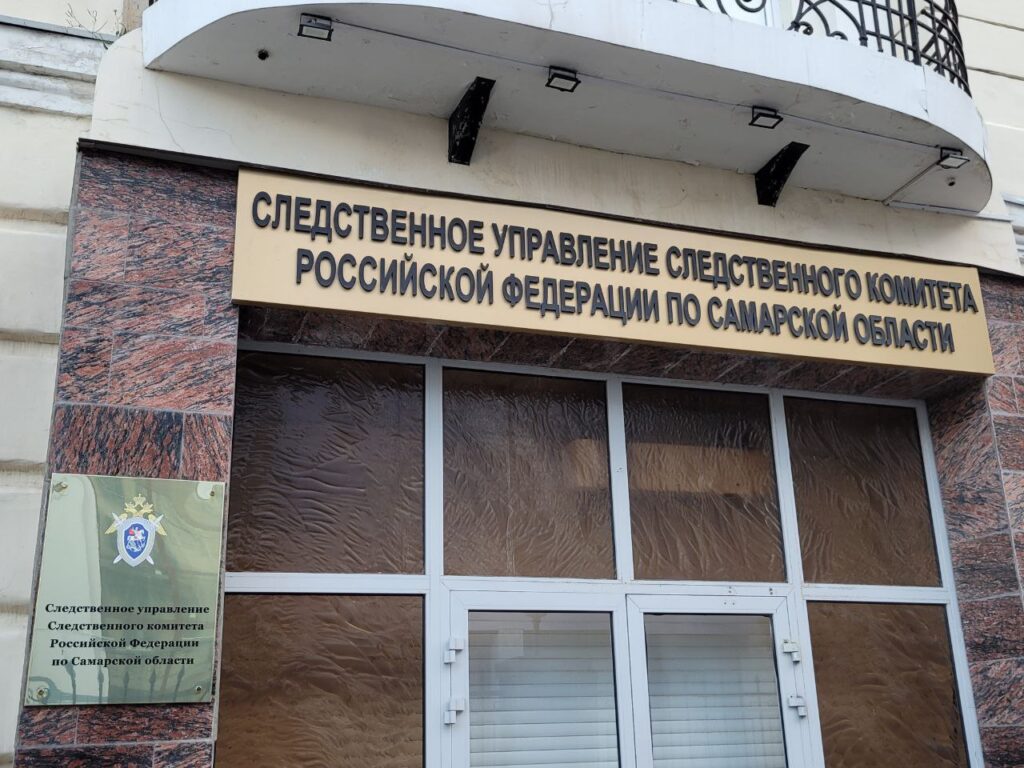 СЛЕДСТВЕННОЕ УПРАВЛЕНИЕ СЛЕДСТВЕННОГО КОМИТЕТА
РОССИЙСКОЙ ФЕДЕРАЦИИ ПО САМАРСКОЙ ОБЛАСТИ
Следственное управление
Следственного комитета
Российской Федерации
по Самарской области